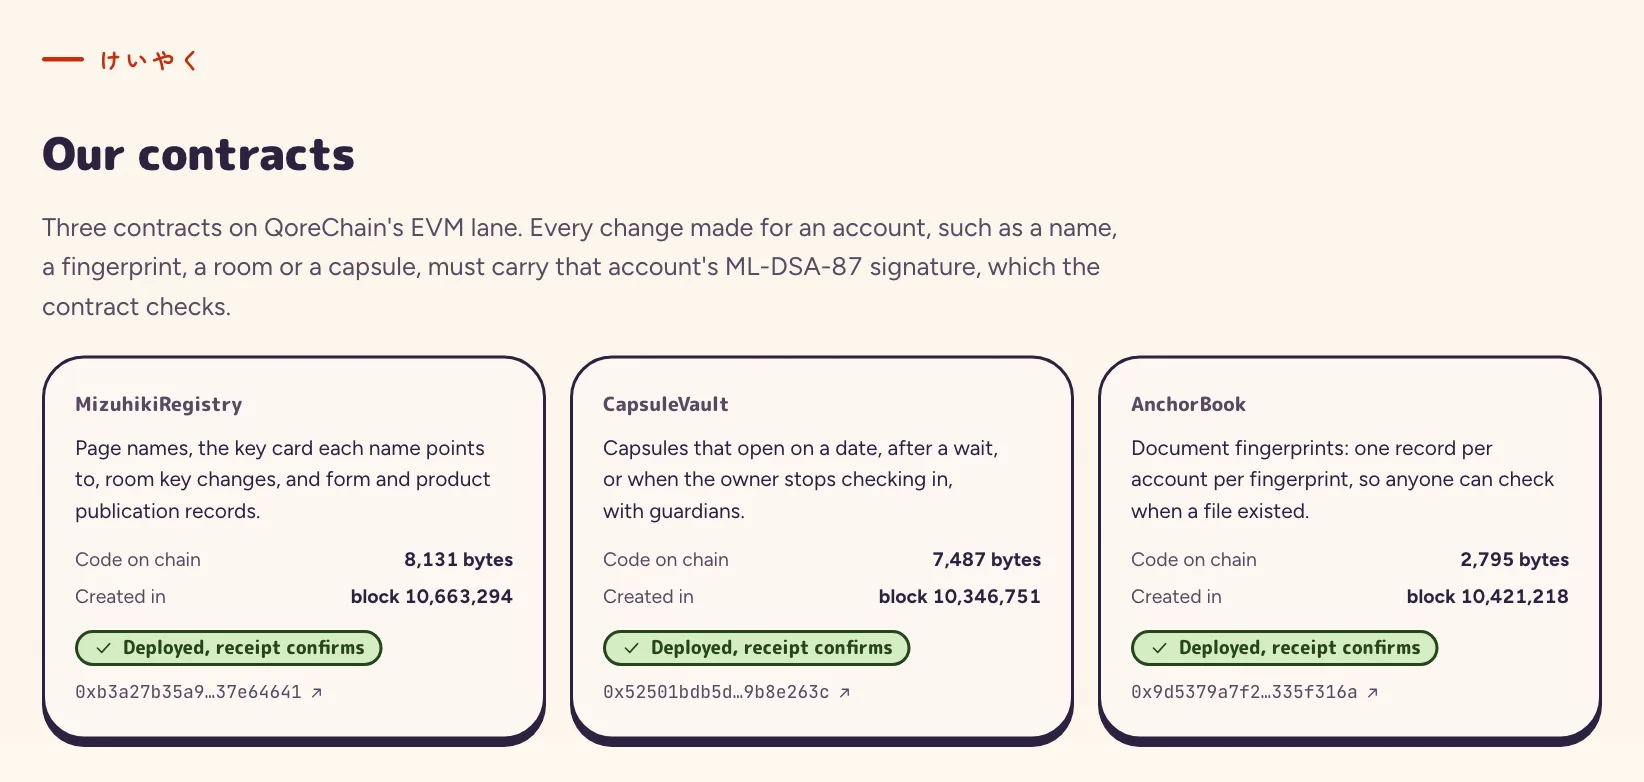 けいやく
Our contracts
Three contracts on QoreChain's EVM lane. Every change made for an account, such as a name,
a fingerprint, a room or a capsule, must carry that account's ML-DSA-87 signature, which the
contract checks.
MizuhikiRegistry
Page names, the key card each name points
to, room key changes, and form and product
publication records.
Code on chain 8,131 bytes
Created in block 10,663,294
✓ Deployed, receipt confirms
0xb3a27b35a9…37e64641 ↗
CapsuleVault
Capsules that open on a date, after a wait,
or when the owner stops checking in,
with guardians.
Code on chain 7,487 bytes
Created in block 10,346,751
✓ Deployed, receipt confirms
0x52501bdb5d…9b8e263c ↗
AnchorBook
Document fingerprints: one record per
account per fingerprint, so anyone can check
when a file existed.
Code on chain 2,795 bytes
Created in block 10,421,218
✓ Deployed, receipt confirms
0x9d5379a7f2…335f316a ↗